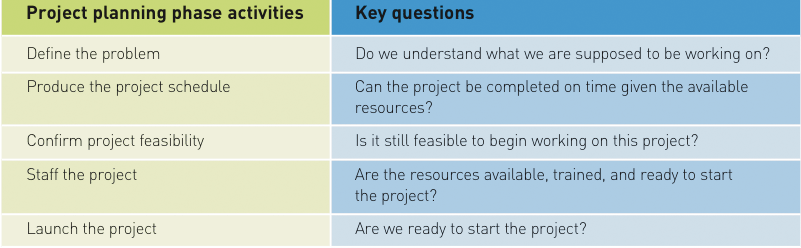 Project planning phase activities
Key questions
Define the problem
Do we understand what we are supposed to be working on?
Produce the project schedule
Can the project be completed on time given the available
resources?
Confirm project feasibility
Is it still feasible to begin working on this project?
Staff the project
Are the resources available, trained, and ready to start
the project?
Launch the project
Are we ready to start the project?